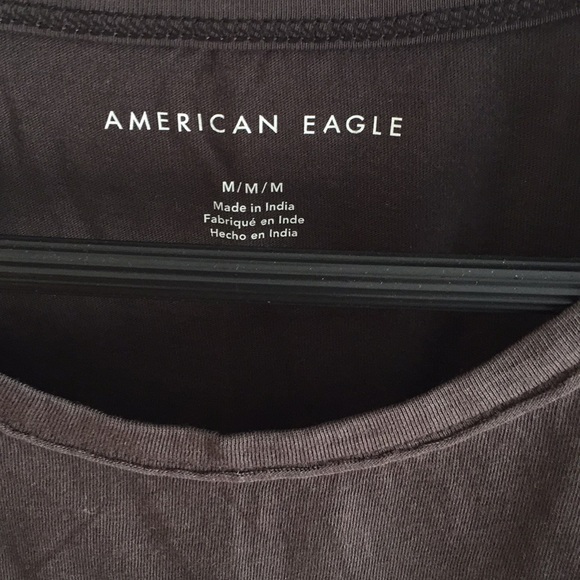 AMERICAN EAGLE
M/M/M
Made in India
Fabriqué en Inde
Hecho en India